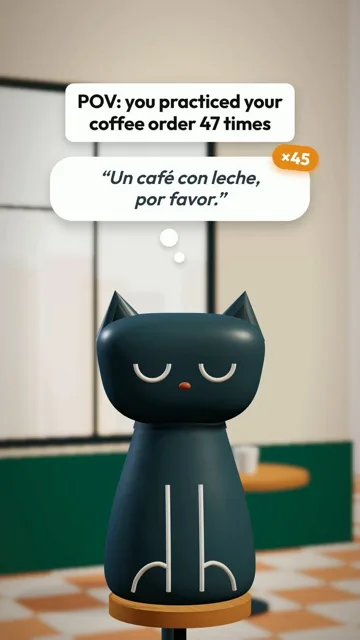 POV: you practiced your
coffee order 47 times
×45
“Un café con leche,
por favor.”